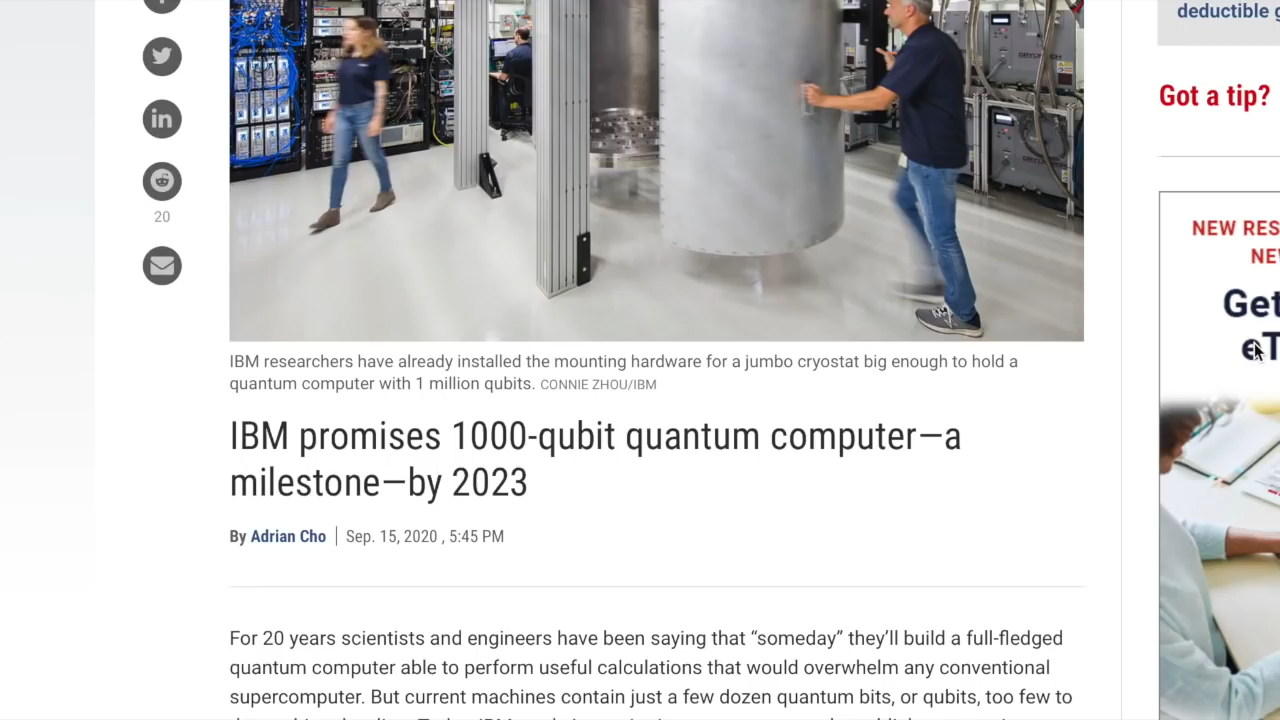 deductible
Got a tip?
20
NEW RES
NEW
Get
eT
IBM researchers have already installed the mounting hardware for a jumbo cryostat big enough to hold a
quantum computer with 1 million qubits. CONNIE ZHOU/IBM
IBM promises 1000-qubit quantum computer—a
milestone—by 2023
By Adrian Cho | Sep. 15, 2020 , 5:45 PM
For 20 years scientists and engineers have been saying that “someday” they’ll build a full-fledged
quantum computer able to perform useful calculations that would overwhelm any conventional
supercomputer. But current machines contain just a few dozen quantum bits, or qubits, too few to